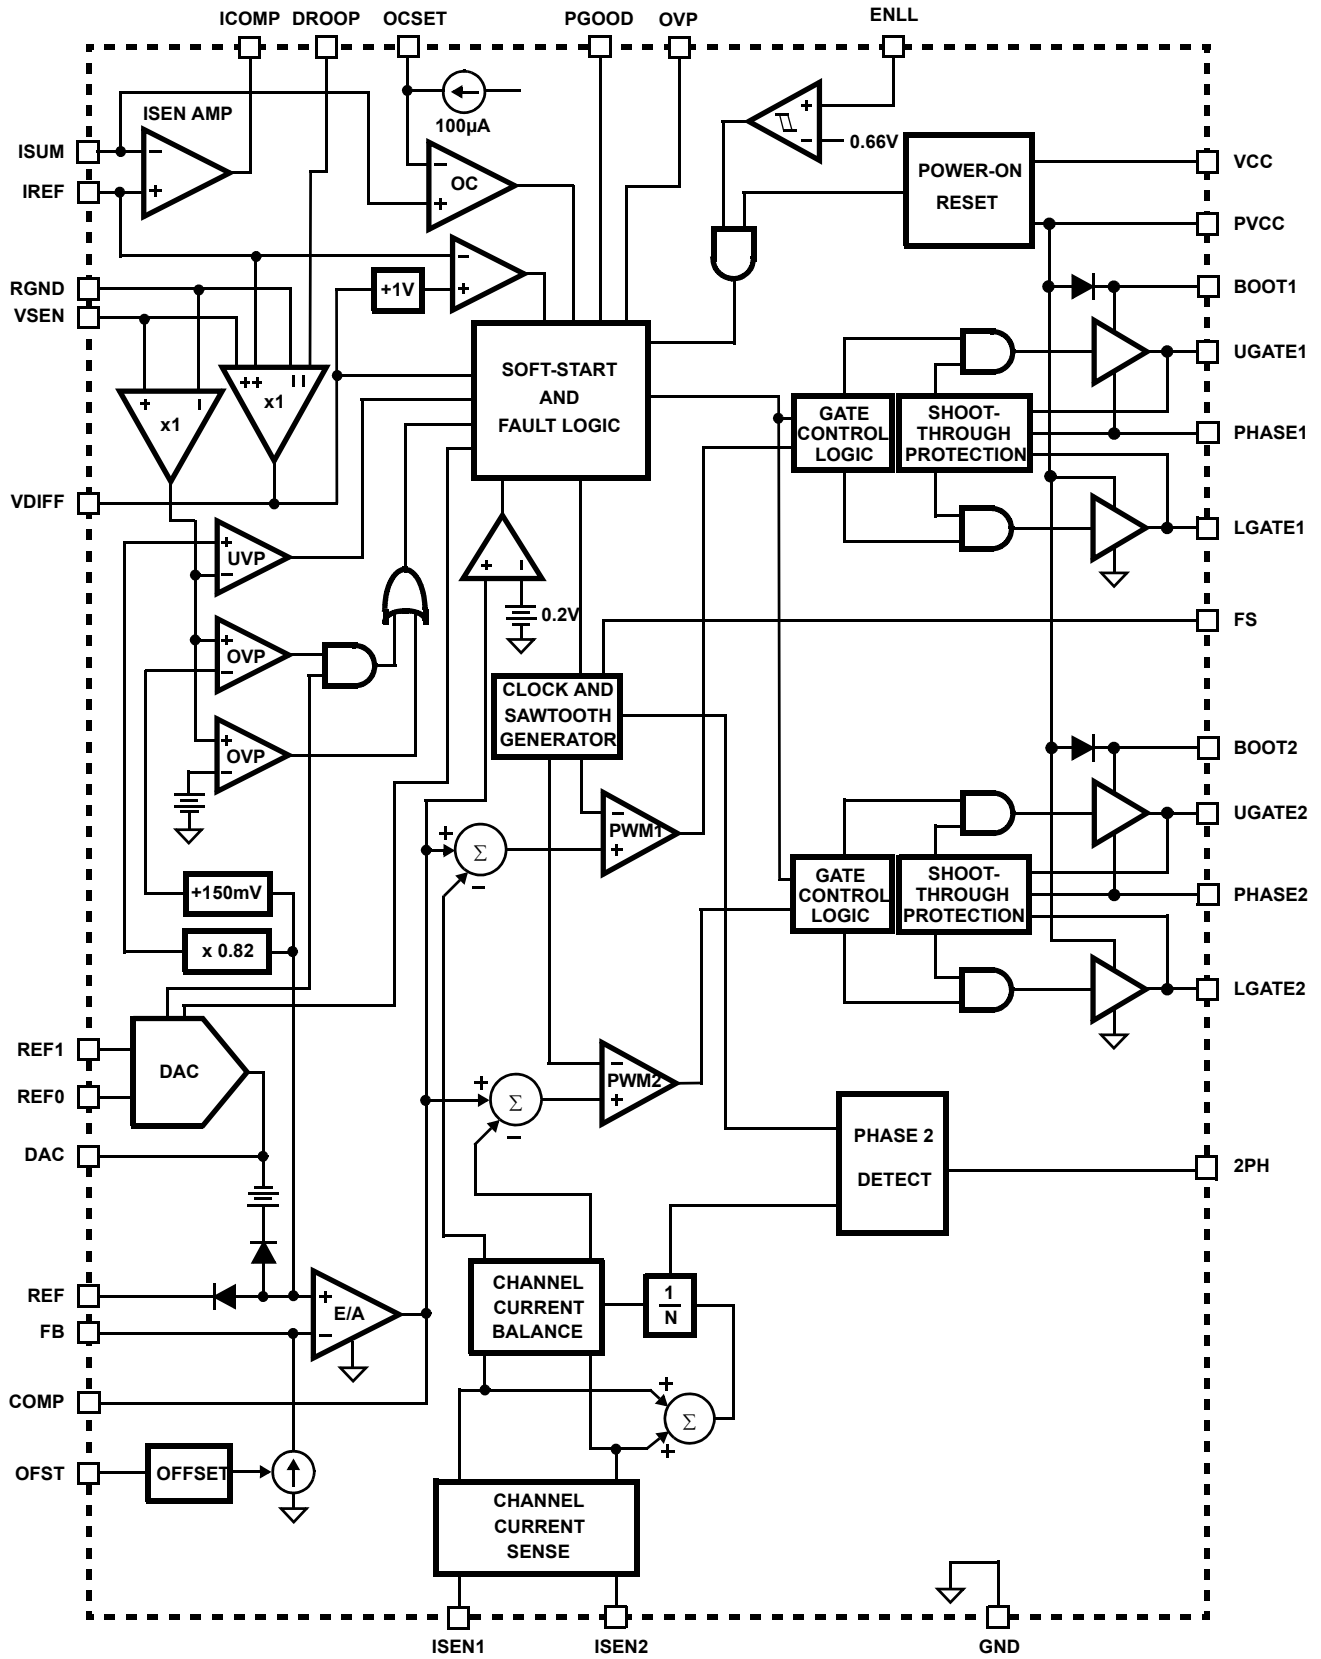 ICOMP DROOP OCSET PGOOD OVP ENLL
ISEN AMP
100µA
ISUM
IREF
− +
− OC +
+ − 0.66V
POWER-ON
RESET
VCC
PVCC
RGND
VSEN
+1V
− +
BOOT1
UGATE1
PHASE1
LGATE1
+ − x1
++ −− x1
SOFT-START
AND
FAULT LOGIC
GATE
CONTROL
LOGIC
SHOOT-
THROUGH
PROTECTION
VDIFF
+ UVP −
+ −
0.2V
FS
+ OVP −
CLOCK AND
SAWTOOTH
GENERATOR
+ OVP −
BOOT2
UGATE2
PHASE2
LGATE2
− PWM1 +
+ Σ −
GATE
CONTROL
LOGIC
SHOOT-
THROUGH
PROTECTION
+150mV
x 0.82
REF1
REF0
DAC
− PWM2 +
+ Σ −
DAC
PHASE 2
DETECT
2PH
REF
FB
+ E/A −
CHANNEL
CURRENT
BALANCE
1
N
COMP
+ Σ +
OFST
OFFSET
CHANNEL
CURRENT
SENSE
ISEN1 ISEN2 GND